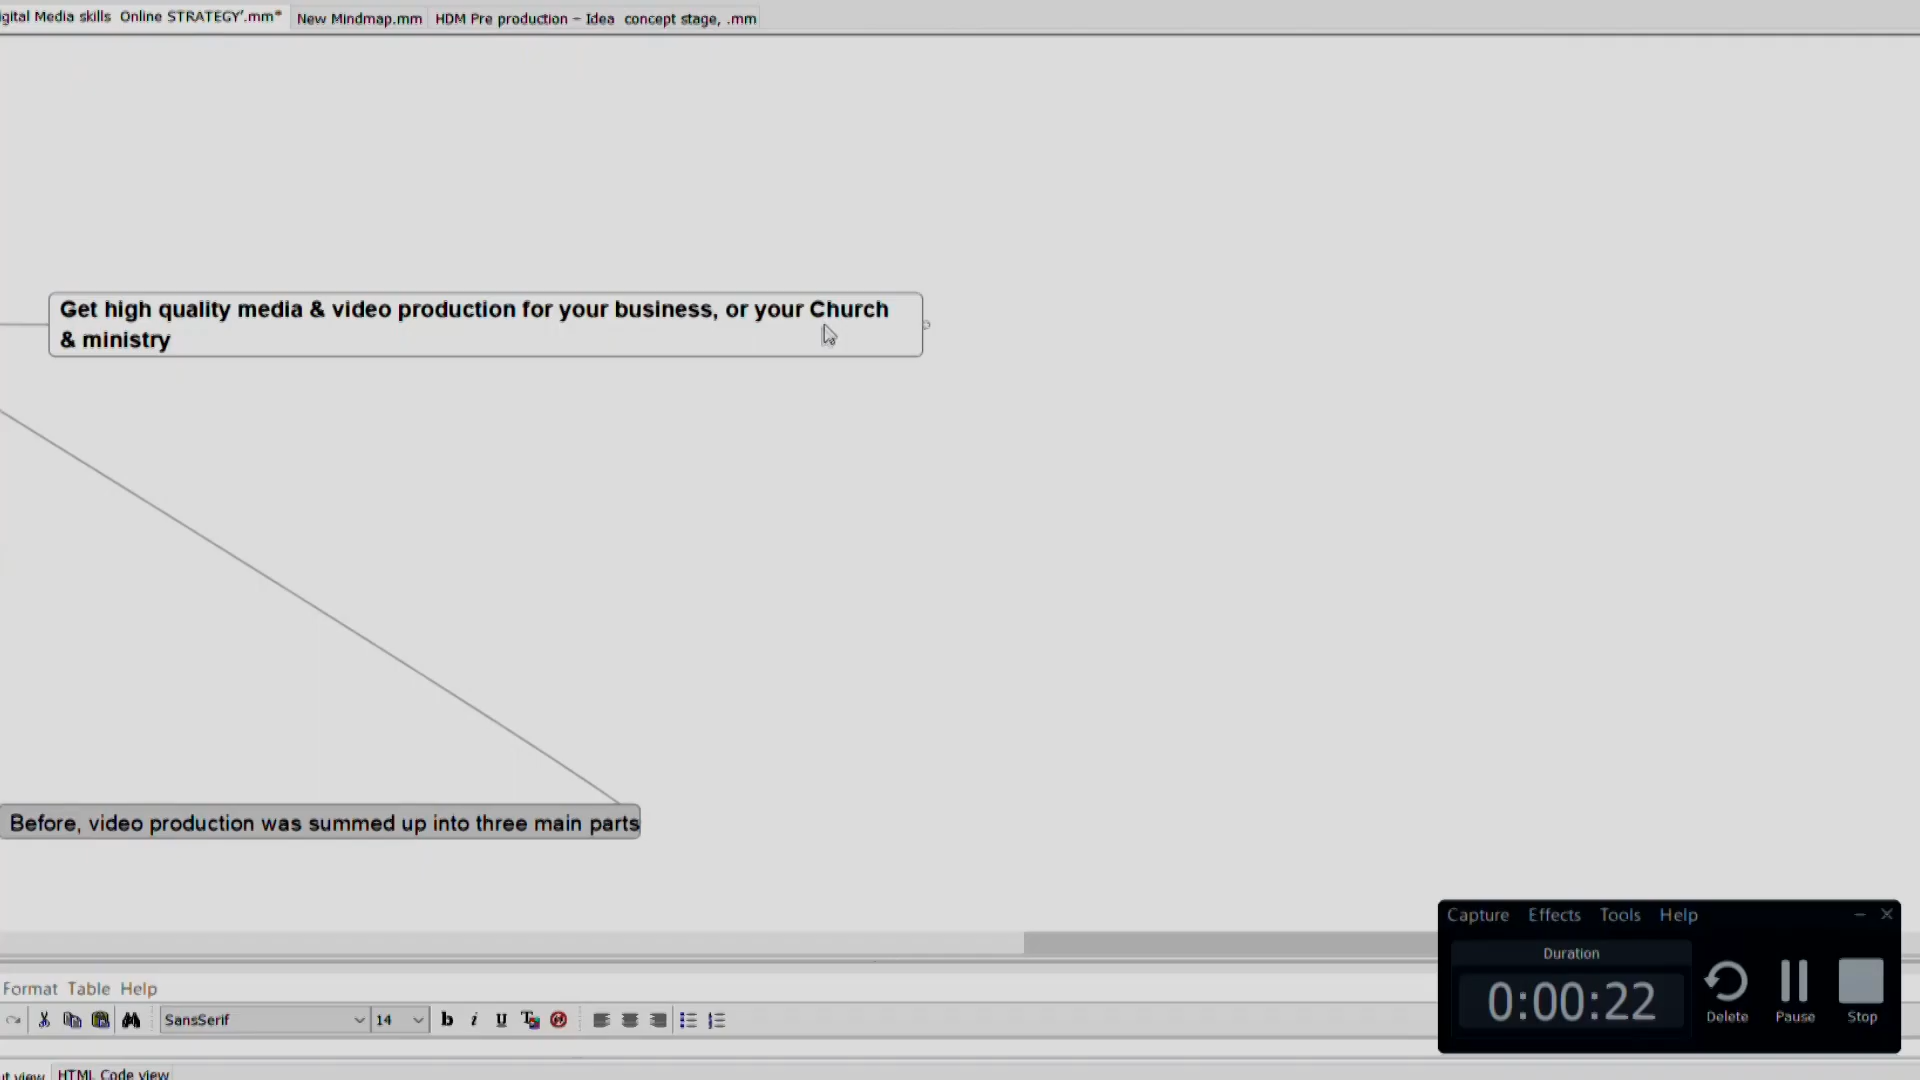 Media skills Online STRATEGY'.mm*
New Mindmap.mm
HDM Pre production – Idea concept stage, .mm
Get high quality media & video production for your business, or your Church
& ministry
Before, video production was summed up into three main parts
Capture Effects Tools Help
Duration
0:00:22
Delete Pause Stop
Format Table Help
SansSerif 14 b i U
view HTML Code view